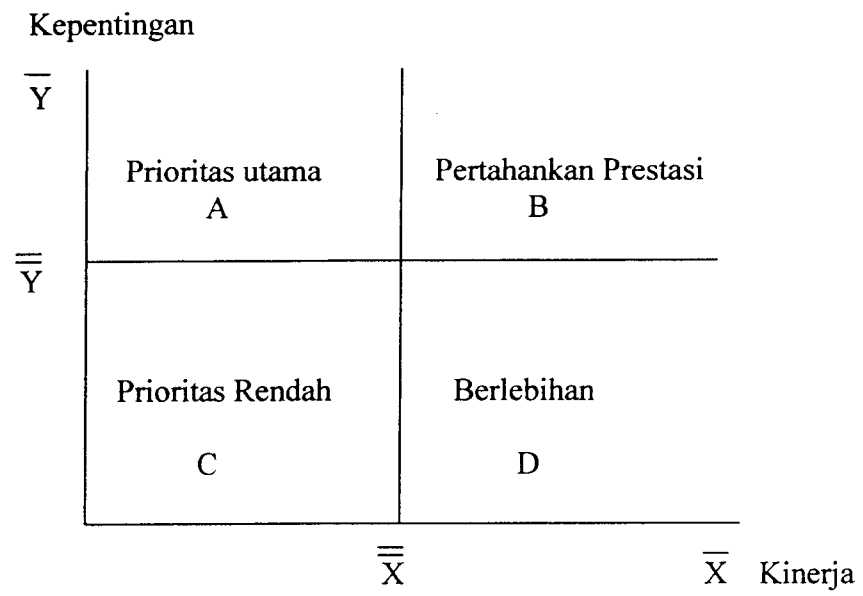 Kepentingan
Y̅
Prioritas utama
A
Pertahankan Prestasi
B
Y̿
Prioritas Rendah
C
Berlebihan
D
X̿
X̅ Kinerja